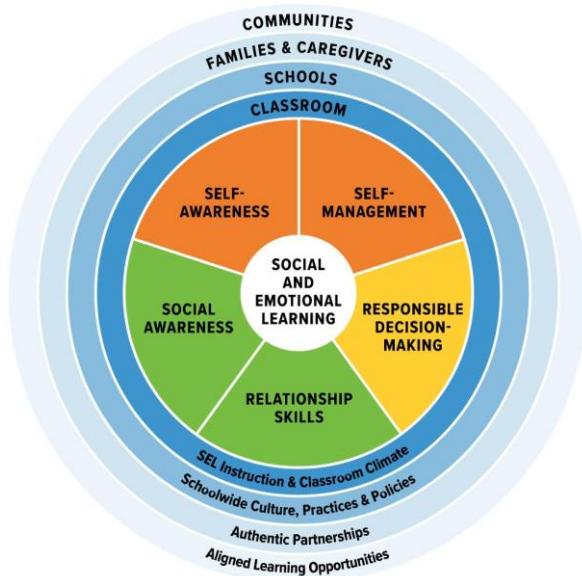 COMMUNITIES
FAMILIES & CAREGIVERS
SCHOOLS
CLASSROOM
SELF-
AWARENESS
SELF-
MANAGEMENT
SOCIAL
AND
EMOTIONAL
LEARNING
SOCIAL
AWARENESS
RESPONSIBLE
DECISION-
MAKING
RELATIONSHIP
SKILLS
SEL Instruction & Classroom Climate
Schoolwide Culture, Practices & Policies
Authentic Partnerships
Aligned Learning Opportunities